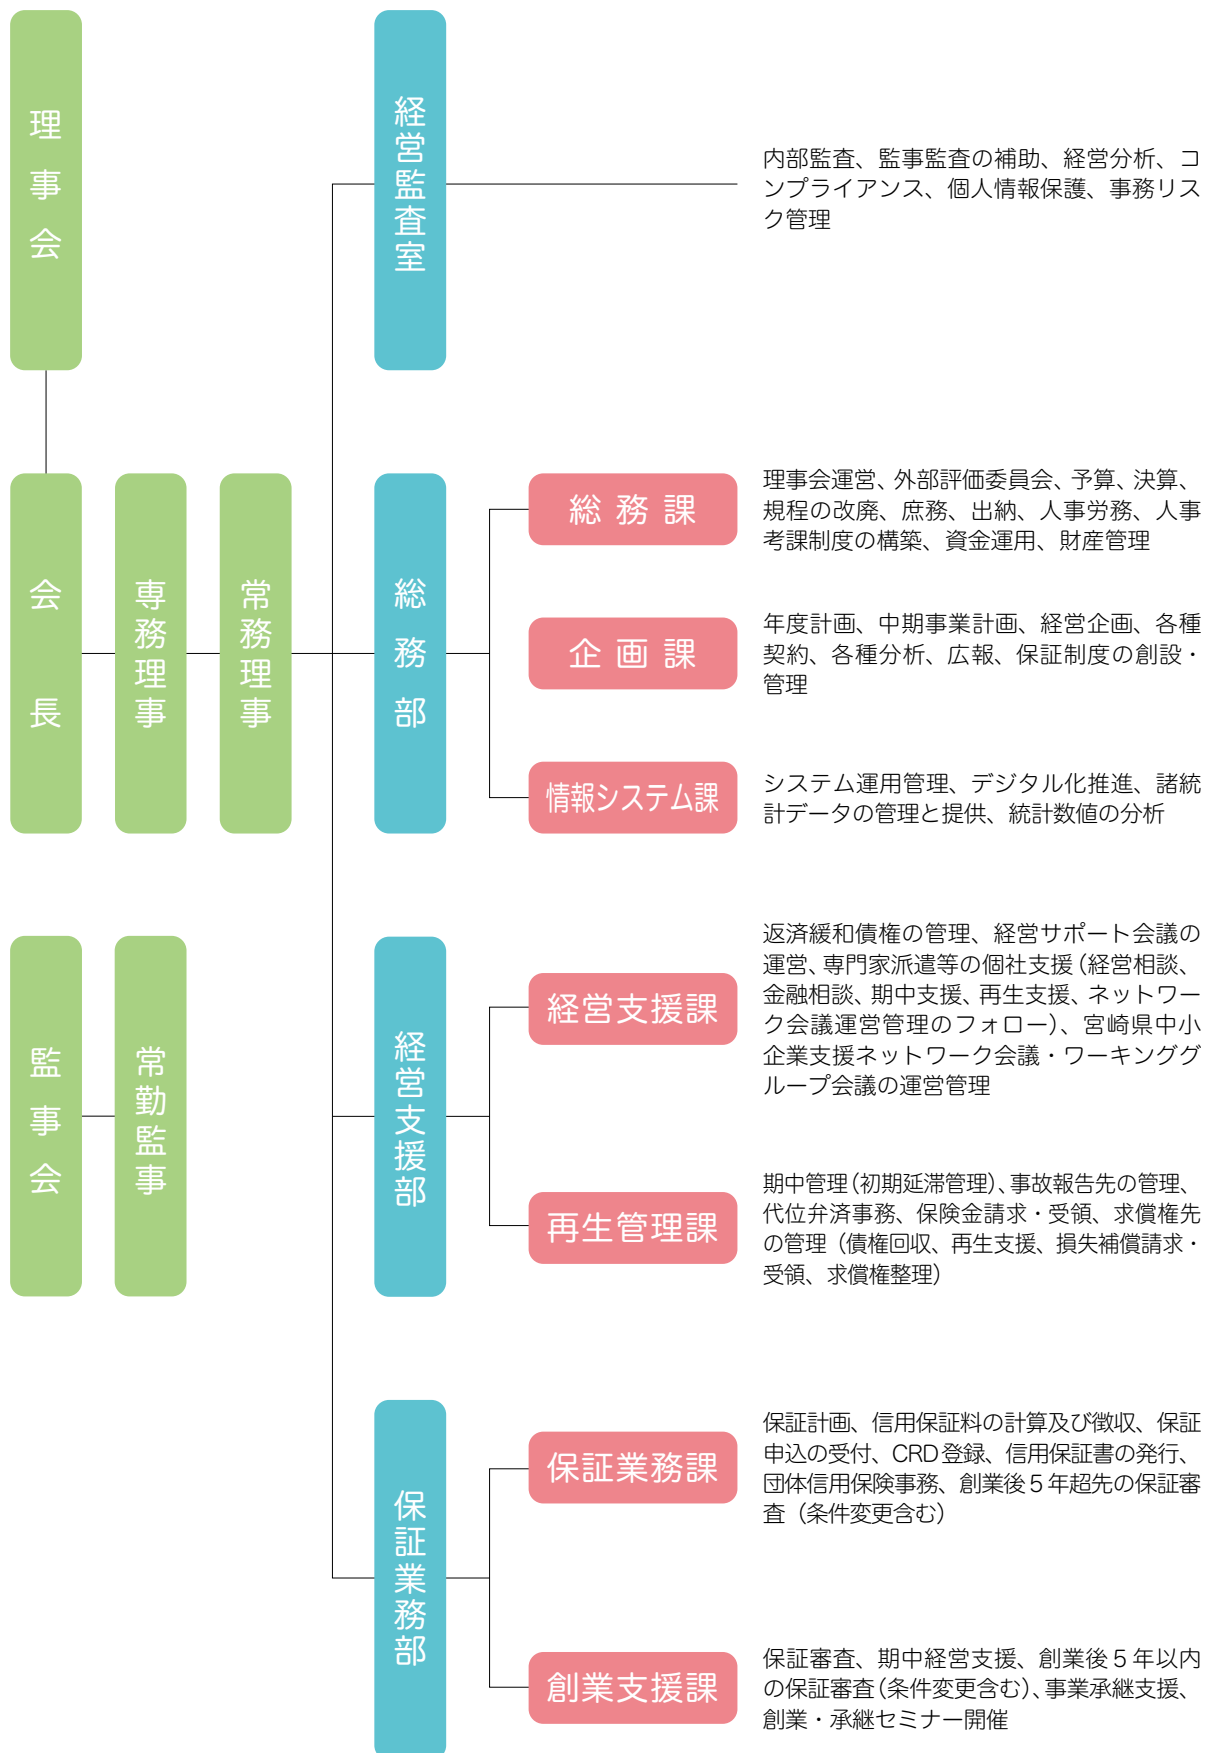 理事会
経営監査室
内部監査、監事監査の補助、経営分析、コ
ンプライアンス、個人情報保護、事務リス
ク管理
会長
専務理事
常務理事
総務部
総務課
理事会運営、外部評価委員会、予算、決算、
規程の改廃、庶務、出納、人事労務、人事
考課制度の構築、資金運用、財産管理
企画課
年度計画、中期事業計画、経営企画、各種
契約、各種分析、広報、保証制度の創設・
管理
情報システム課
システム運用管理、デジタル化推進、諸統
計データの管理と提供、統計数値の分析
監事会
常勤監事
経営支援部
経営支援課
返済緩和債権の管理、経営サポート会議の
運営、専門家派遣等の個社支援(経営相談、
金融相談、期中支援、再生支援、ネットワー
ク会議運営管理のフォロー)、宮崎県中小
企業支援ネットワーク会議・ワーキンググ
ループ会議の運営管理
再生管理課
期中管理(初期延滞管理)、事故報告先の管理、
代位弁済事務、保険金請求・受領、求償権先
の管理(債権回収、再生支援、損失補償請求・
受領、求償権整理)
保証業務部
保証業務課
保証計画、信用保証料の計算及び徴収、保証
申込の受付、CRD登録、信用保証書の発行、
団体信用保険事務、創業後5年超先の保証審
査(条件変更含む)
創業支援課
保証審査、期中経営支援、創業後5年以内
の保証審査(条件変更含む)、事業承継支援、
創業・承継セミナー開催